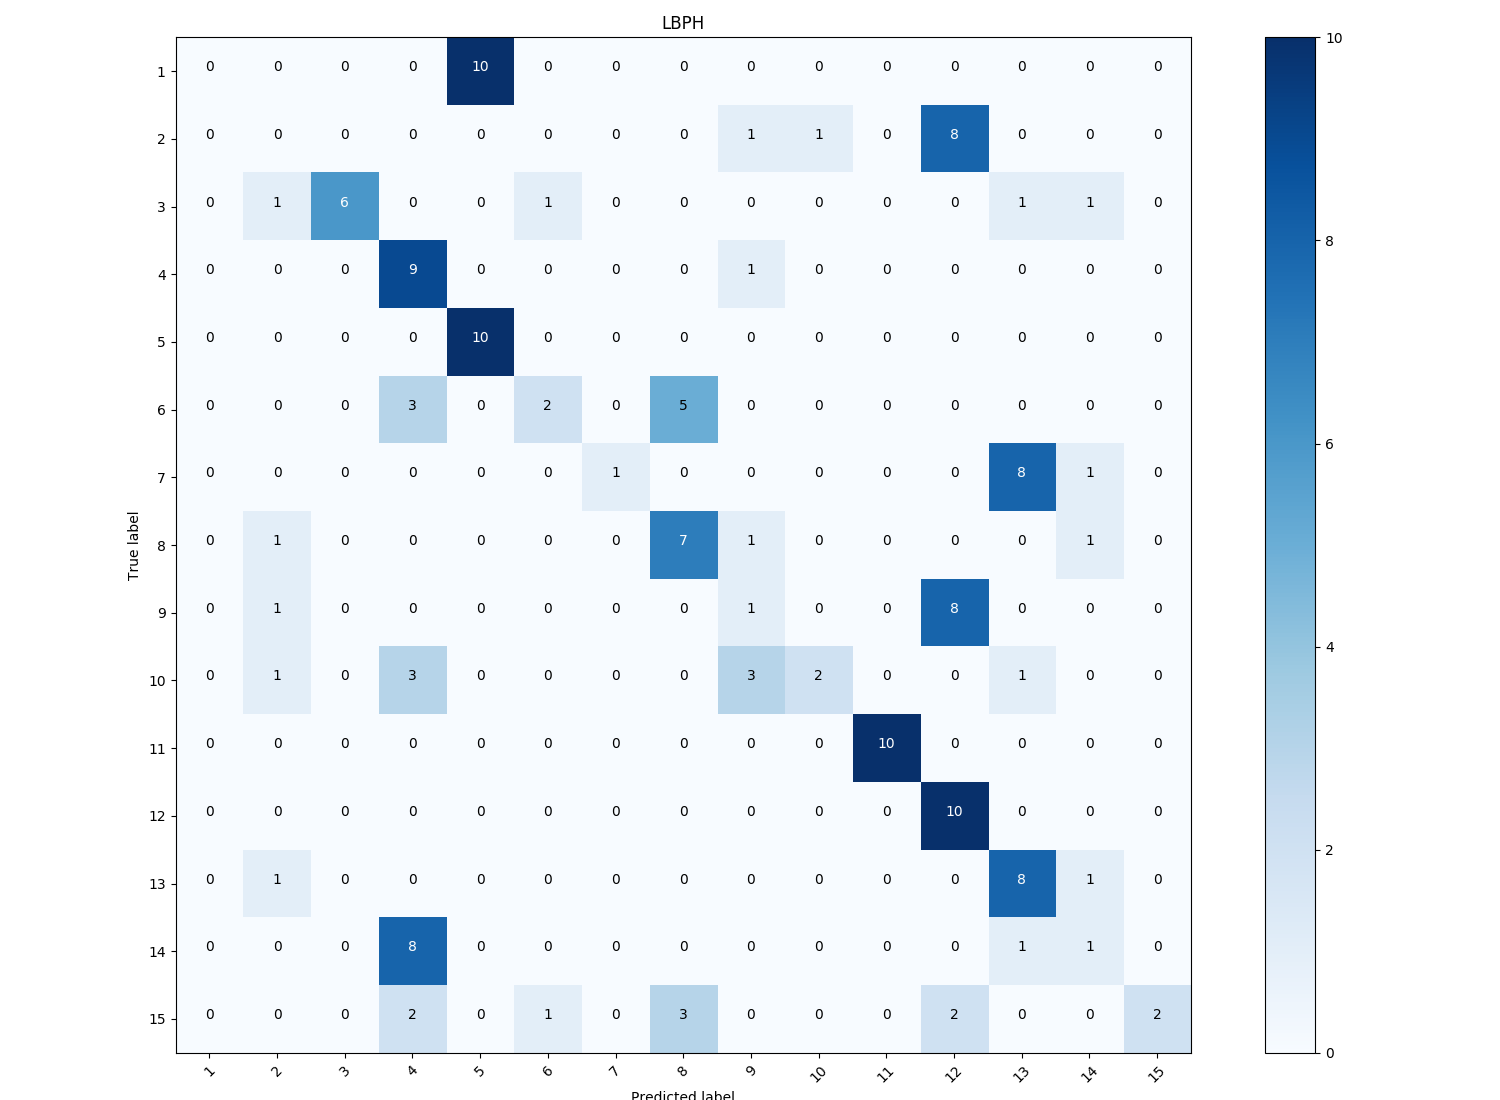 LBPH
1 0 0 0 0 10 0 0 0 0 0 0 0 0 0 0
2 0 0 0 0 0 0 0 0 1 1 0 8 0 0 0
3 0 1 6 0 0 1 0 0 0 0 0 0 1 1 0
4 0 0 0 9 0 0 0 0 1 0 0 0 0 0 0
5 0 0 0 0 10 0 0 0 0 0 0 0 0 0 0
6 0 0 0 3 0 2 0 5 0 0 0 0 0 0 0
7 0 0 0 0 0 0 1 0 0 0 0 0 8 1 0
8 0 1 0 0 0 0 0 7 1 0 0 0 0 1 0
9 0 1 0 0 0 0 0 0 1 0 0 8 0 0 0
10 0 1 0 3 0 0 0 0 3 2 0 0 1 0 0
11 0 0 0 0 0 0 0 0 0 0 10 0 0 0 0
12 0 0 0 0 0 0 0 0 0 0 0 10 0 0 0
13 0 1 0 0 0 0 0 0 0 0 0 0 8 1 0
14 0 0 0 8 0 0 0 0 0 0 0 0 1 1 0
15 0 0 0 2 0 1 0 3 0 0 0 2 0 0 2
1 2 3 4 5 6 7 8 9 10 11 12 13 14 15
True label
Predicted label
10
8
6
4
2
0